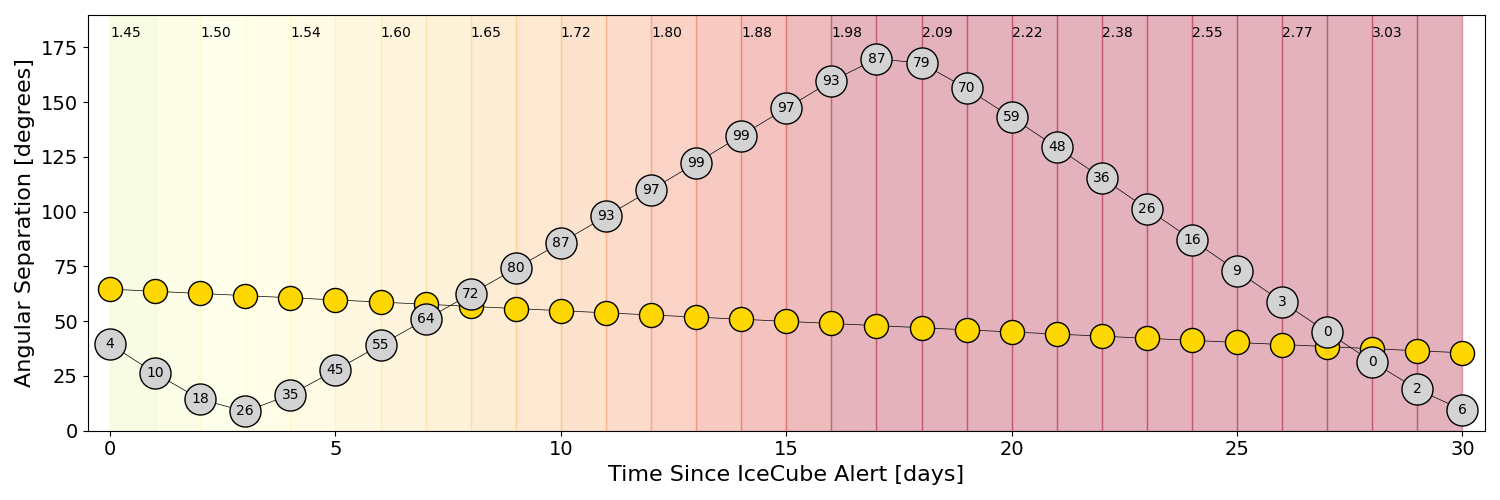 1.45 1.50 1.54 1.60 1.65 1.72 1.80 1.88 1.98 2.09 2.22 2.38 2.55 2.77 3.03
Angular Separation [degrees]
175
150
125
100
75
50
25
0
4 10 18 26 35 45 55 64 72 80 87 93 97 99 99 97 93 87 79 70 59 48 36 26 16 9 3 0 0 2 6
0 5 10 15 20 25 30
Time Since IceCube Alert [days]